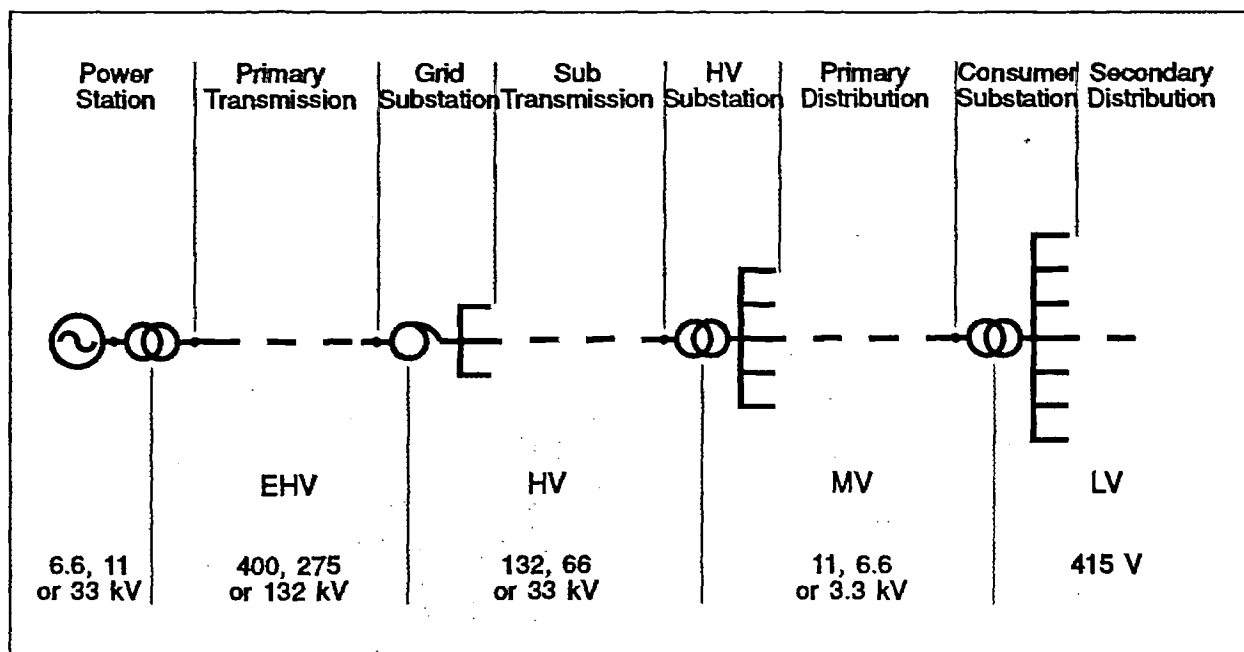 Power
Station
Primary
Transmission
Grid
Substation
Sub
Transmission
HV
Substation
Primary
Distribution
Consumer
Substation
Secondary
Distribution
EHV
HV
MV
LV
6.6, 11
or 33 kV
400, 275
or 132 kV
132, 66
or 33 kV
11, 6.6
or 3.3 kV
415 V